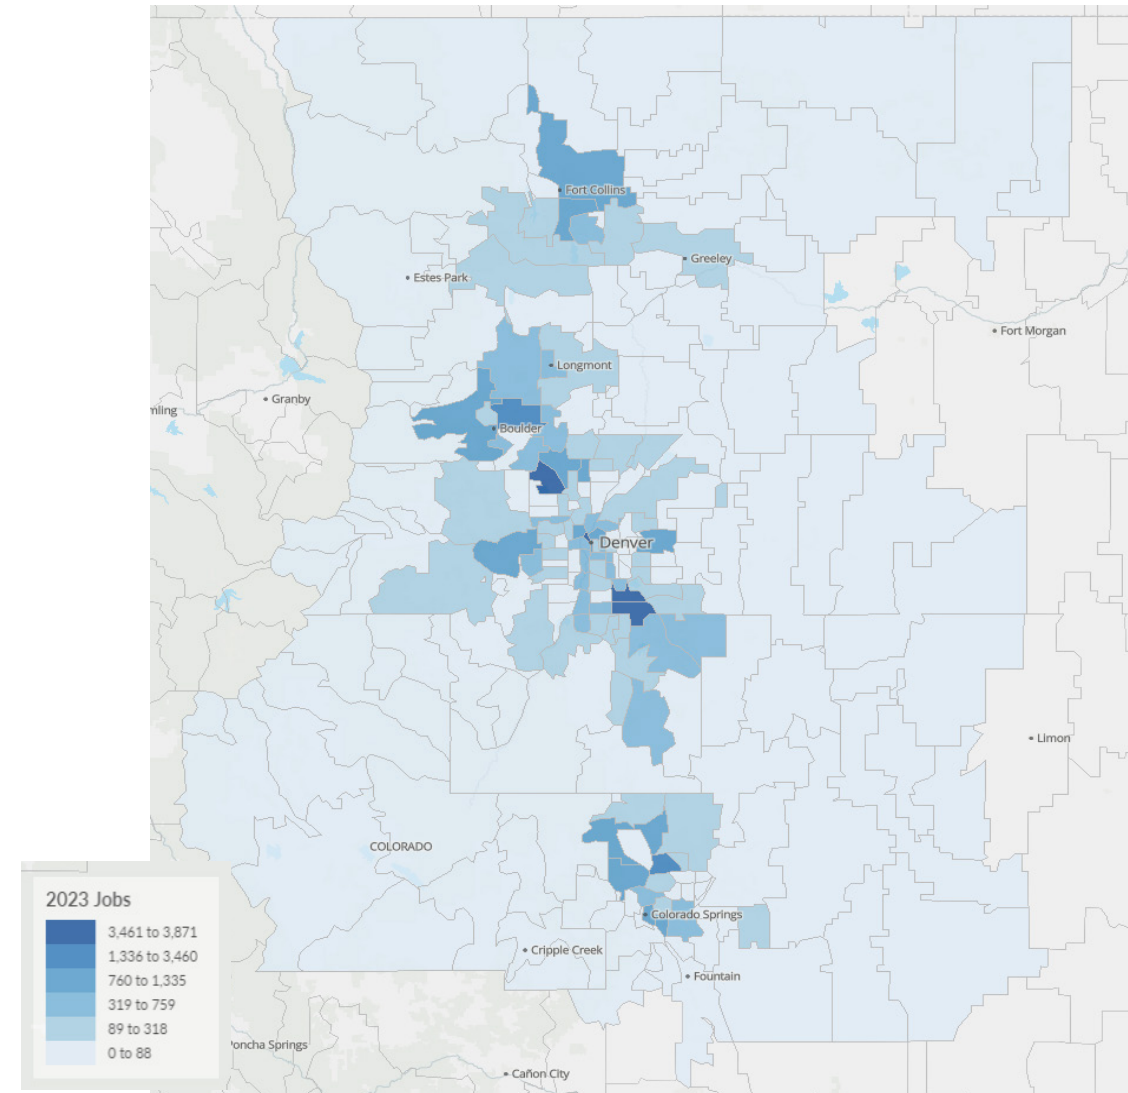 Fort Collins
Greeley
Estes Park
Fort Morgan
Longmont
Granby
mling
Boulder
Denver
Limon
COLORADO
Colorado Springs
Cripple Creek
Fountain
Poncha Springs
Cañon City
2023 Jobs
3,461 to 3,871
1,336 to 3,460
760 to 1,335
319 to 759
89 to 318
0 to 88